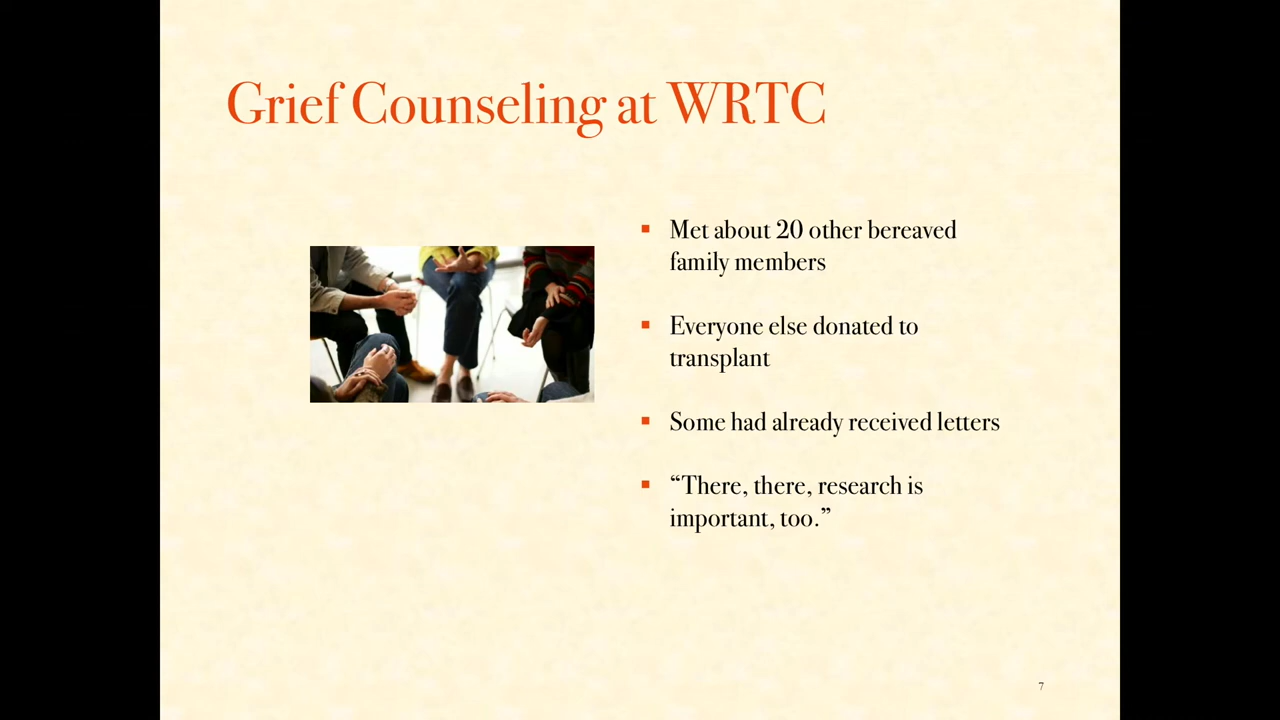 Grief Counseling at WRTC
▪ Met about 20 other bereaved
family members
▪ Everyone else donated to
transplant
▪ Some had already received letters
▪ “There, there, research is
important, too.”
7